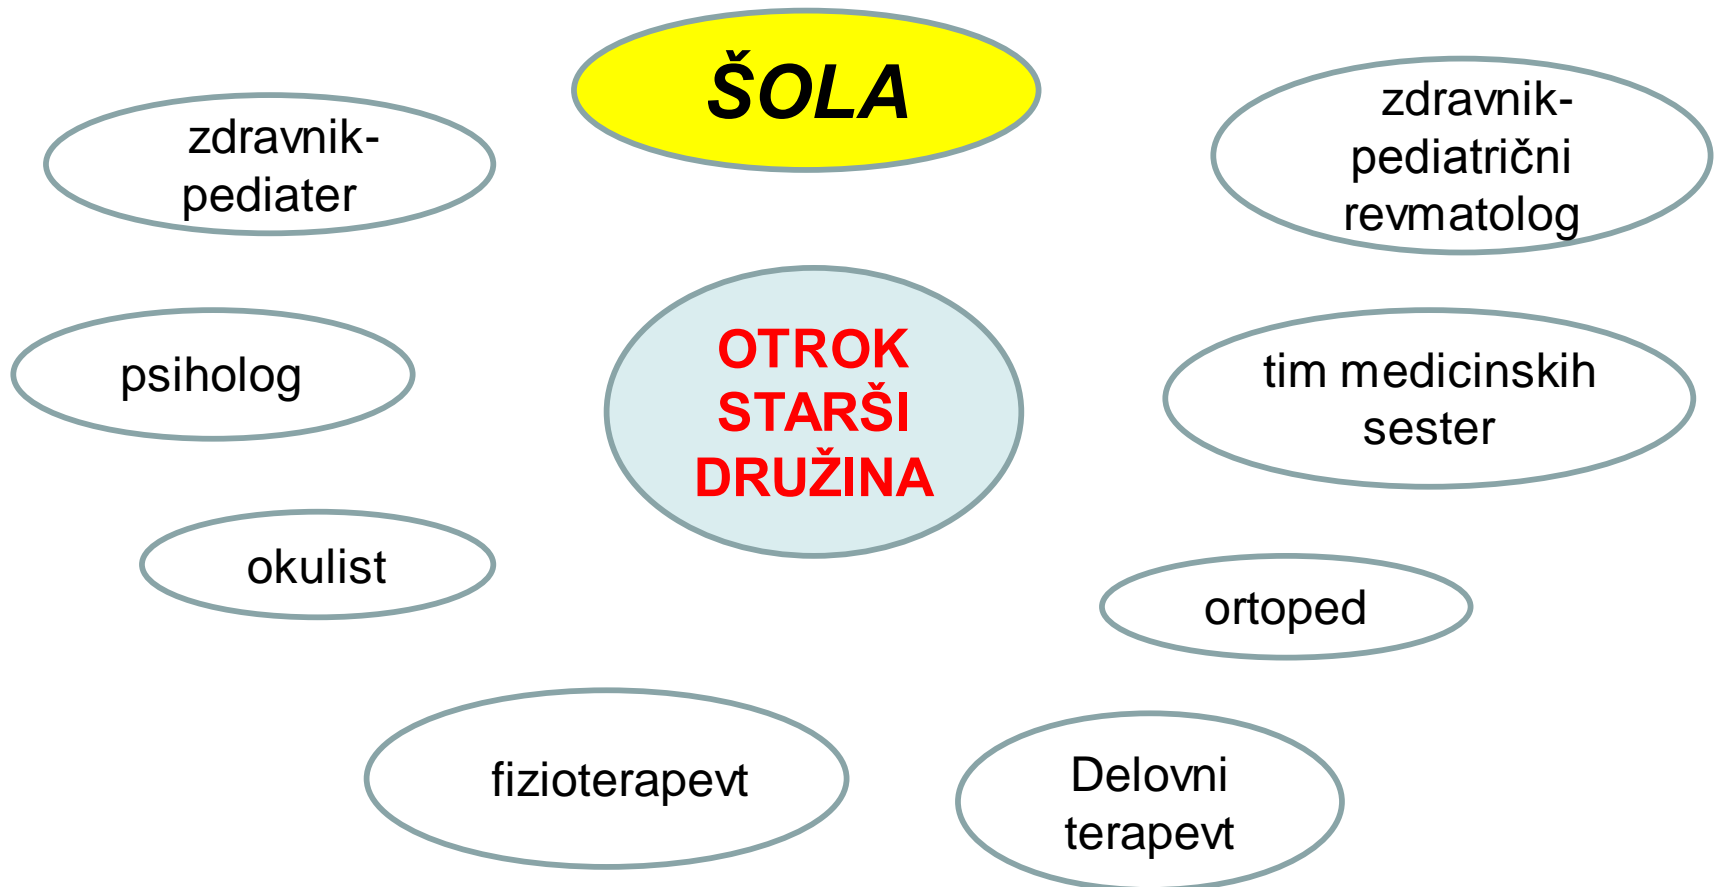 ŠOLA
zdravnik-
pediater
zdravnik-
pediatrični
revmatolog
psiholog
OTROK
STARŠI
DRUŽINA
tim medicinskih
sester
okulist
ortoped
fizioterapevt
Delovni
terapevt